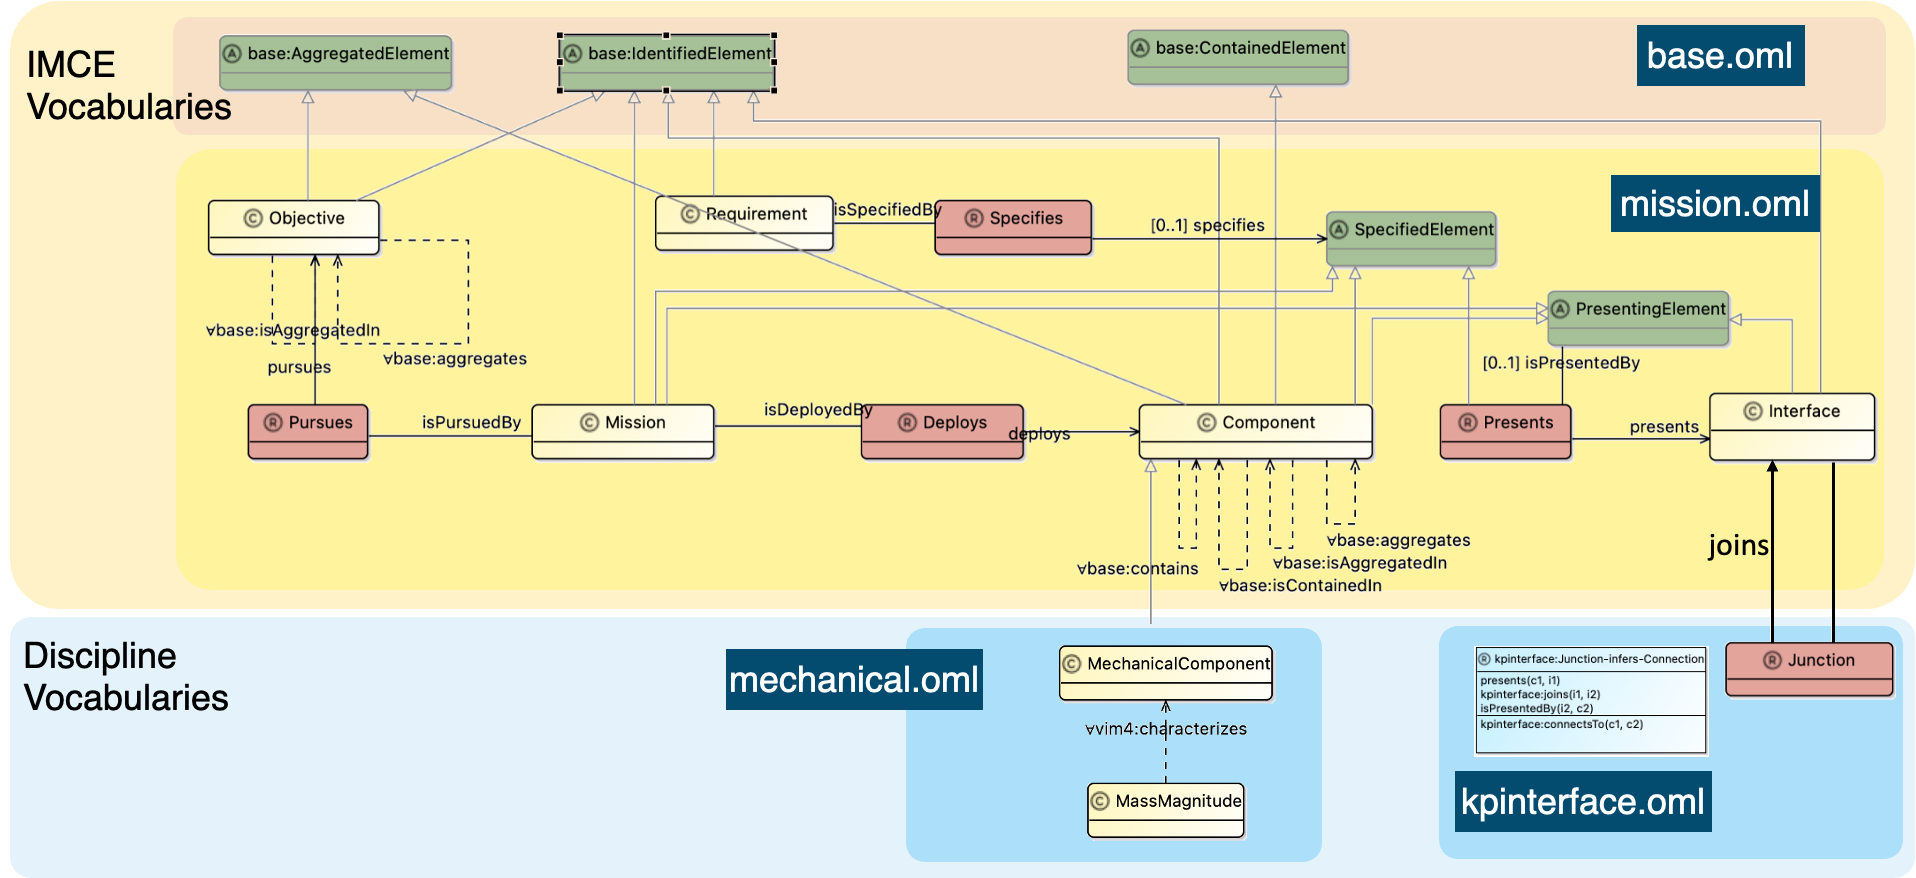 IMCE
Vocabularies
A base:AggregatedElement
A base:IdentifiedElement
A base:ContainedElement
base.oml
mission.oml
C Objective
C Requirement
isSpecifiedBy
R Specifies
[0..1] specifies
A SpecifiedElement
A PresentingElement
∀base:isAggregatedIn
∀base:aggregates
pursues
[0..1] isPresentedBy
R Pursues
isPursuedBy
C Mission
isDeployedBy
R Deploys
deploys
C Component
R Presents
presents
C Interface
∀base:aggregates
∀base:isAggregatedIn
∀base:contains
∀base:isContainedIn
joins
Discipline
Vocabularies
mechanical.oml
C MechanicalComponent
∀vim4:characterizes
C MassMagnitude
R kpinterface:Junction-infers-Connection
presents(c1, i1)
kpinterface:joins(i1, i2)
isPresentedBy(i2, c2)
kpinterface:connectsTo(c1, c2)
R Junction
kpinterface.oml